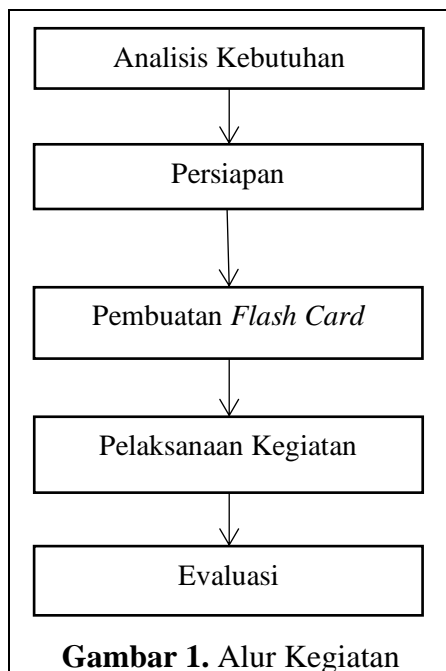 Analisis Kebutuhan
Persiapan
Pembuatan Flash Card
Pelaksanaan Kegiatan
Evaluasi
Gambar 1. Alur Kegiatan